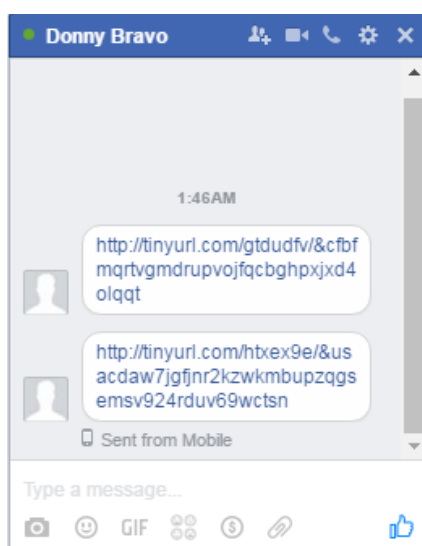 Donny Bravo
1:46AM
http://tinyurl.com/gtdudfv/&cfbf
mqrtvgmdrupvojfqcbghpxjxd4
olqqt
http://tinyurl.com/htxex9e/&us
acdaw7jgfjnr2kzwkmbupzqgs
emsv924rduv69wctsn
Sent from Mobile
Type a message...
GIF